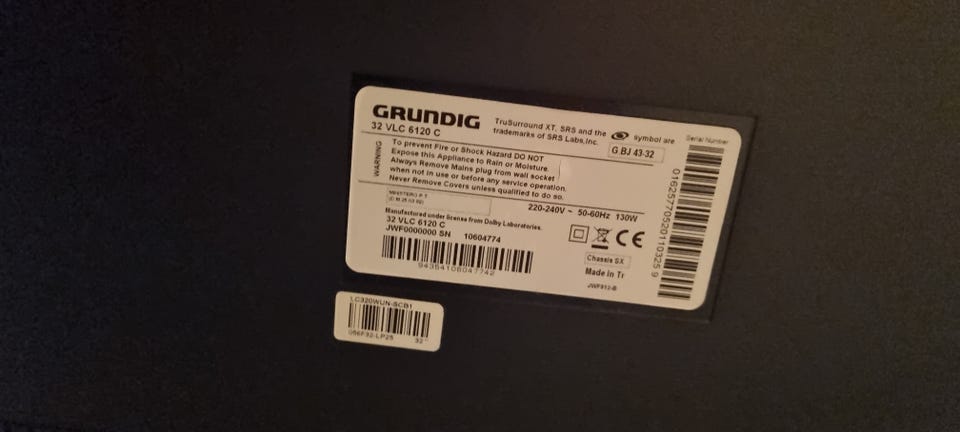 GRUNDIG
32 VLC 6120 C
TruSurround XT, SRS and the symbol are
trademarks of SRS Labs,Inc.
G.BJ 43-32
Serial Number
WARNING
To prevent Fire or Shock Hazard DO NOT
Expose this Appliance to Rain or Moisture.
Always Remove Mains plug from wall socket
when not in use or before any service operation.
Never Remove Covers unless qualified to do so.
220-240V ~ 50-60Hz 130W
Manufactured under license from Dolby Laboratories.
32 VLC 6120 C
JWF0000000 SN 10604774
94354106047742
CE
Chassis SX
Made in Tr
LC320WUN-SCB1
056F32-LP25 32"